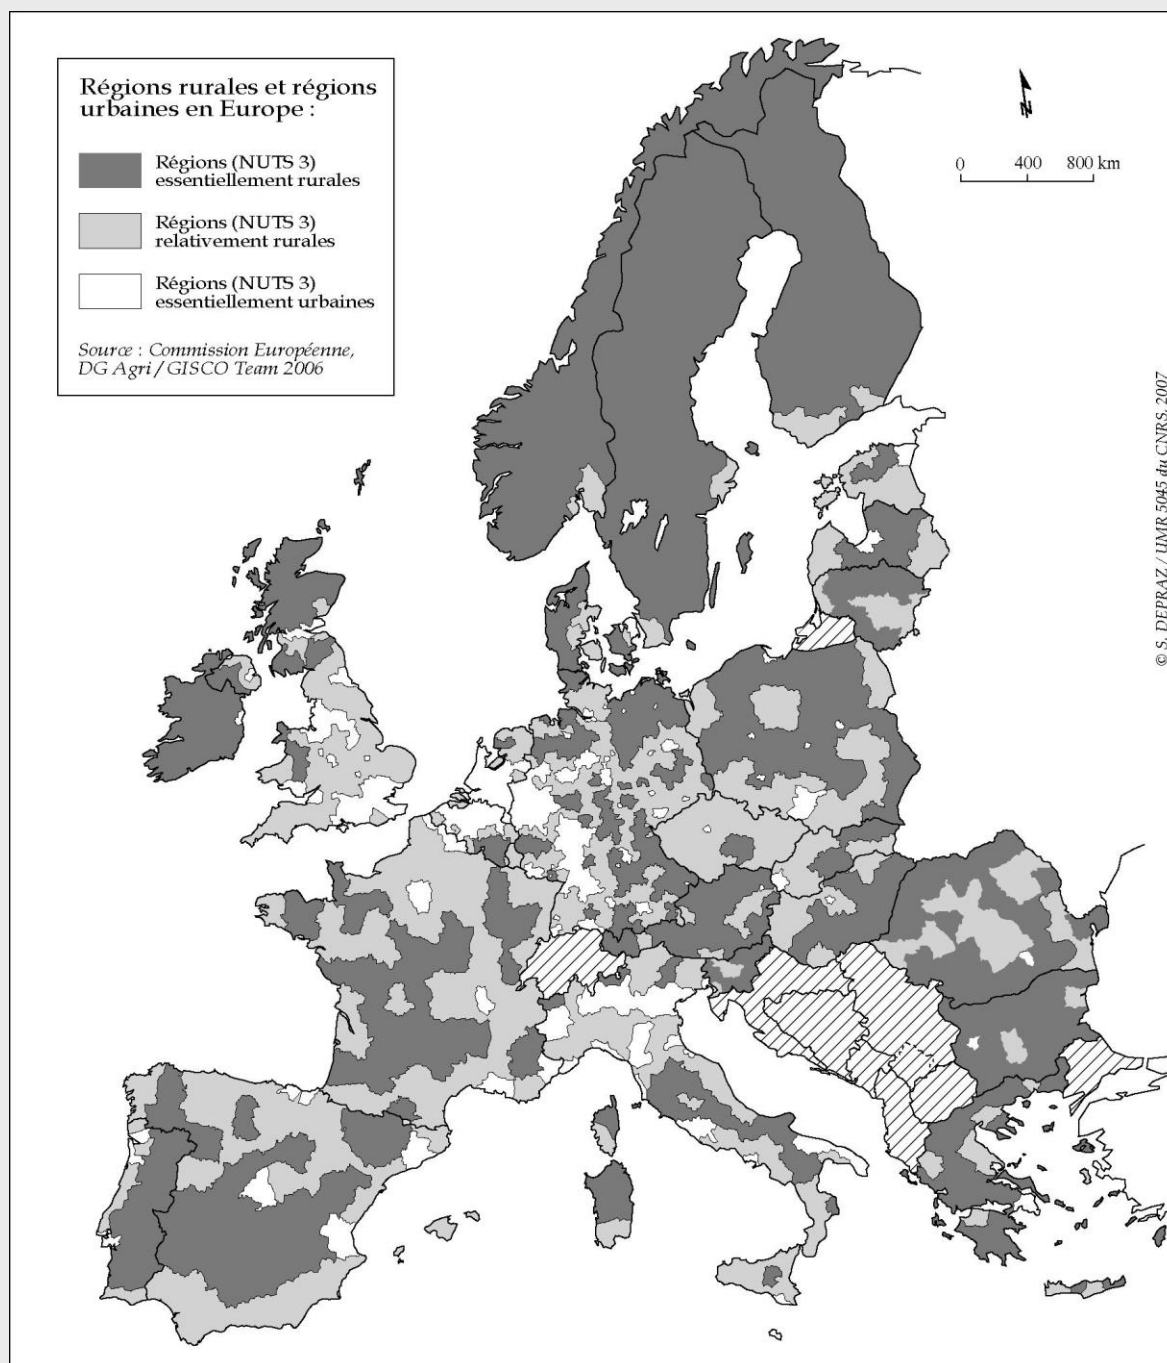 Régions rurales et régions
urbaines en Europe :
Régions (NUTS 3)
essentiellement rurales
Régions (NUTS 3)
relativement rurales
Régions (NUTS 3)
essentiellement urbaines
Source : Commission Européenne,
DG Agri / GISCO Team 2006
N
0 400 800 km
© S. DEPRAZ / UMR 5045 du CNRS, 2007